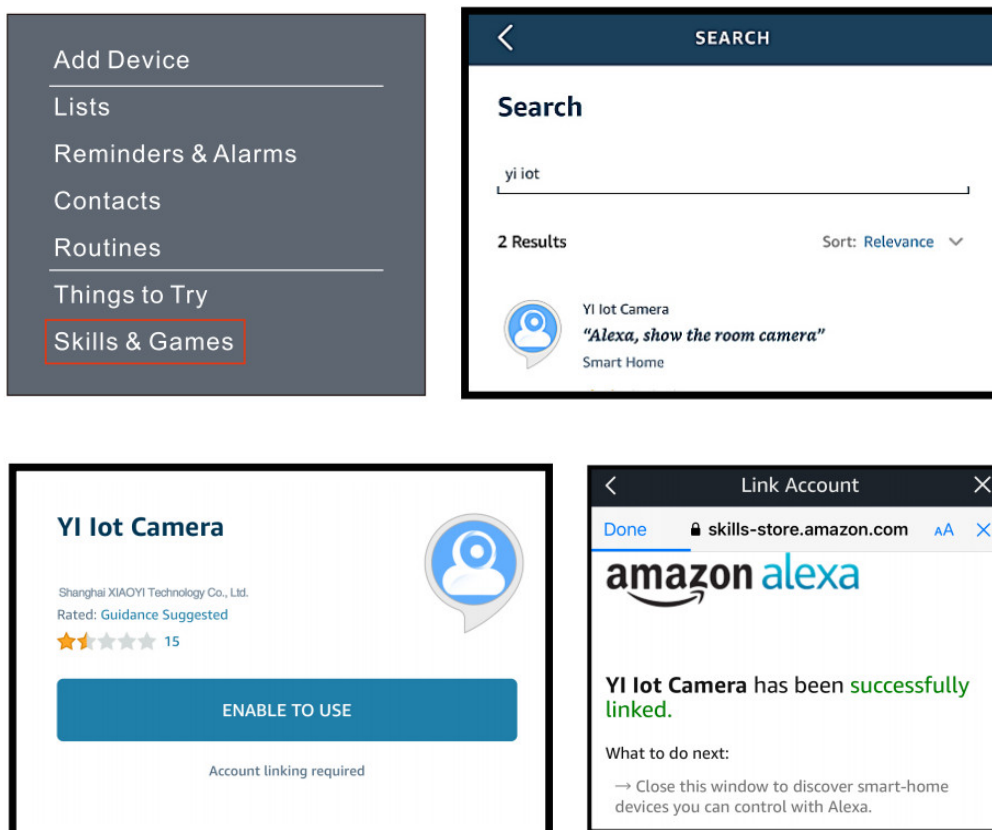 Add Device
Lists
Reminders & Alarms
Contacts
Routines
Things to Try
Skills & Games
SEARCH
Search
yi iot
2 Results
Sort: Relevance
YI Iot Camera
“Alexa, show the room camera”
Smart Home
YI Iot Camera
Shanghai XIAOYI Technology Co., Ltd.
Rated: Guidance Suggested
15
ENABLE TO USE
Account linking required
Link Account
Done
skills-store.amazon.com
AA
amazon alexa
YI Iot Camera has been successfully
linked.
What to do next:
→ Close this window to discover smart-home
devices you can control with Alexa.